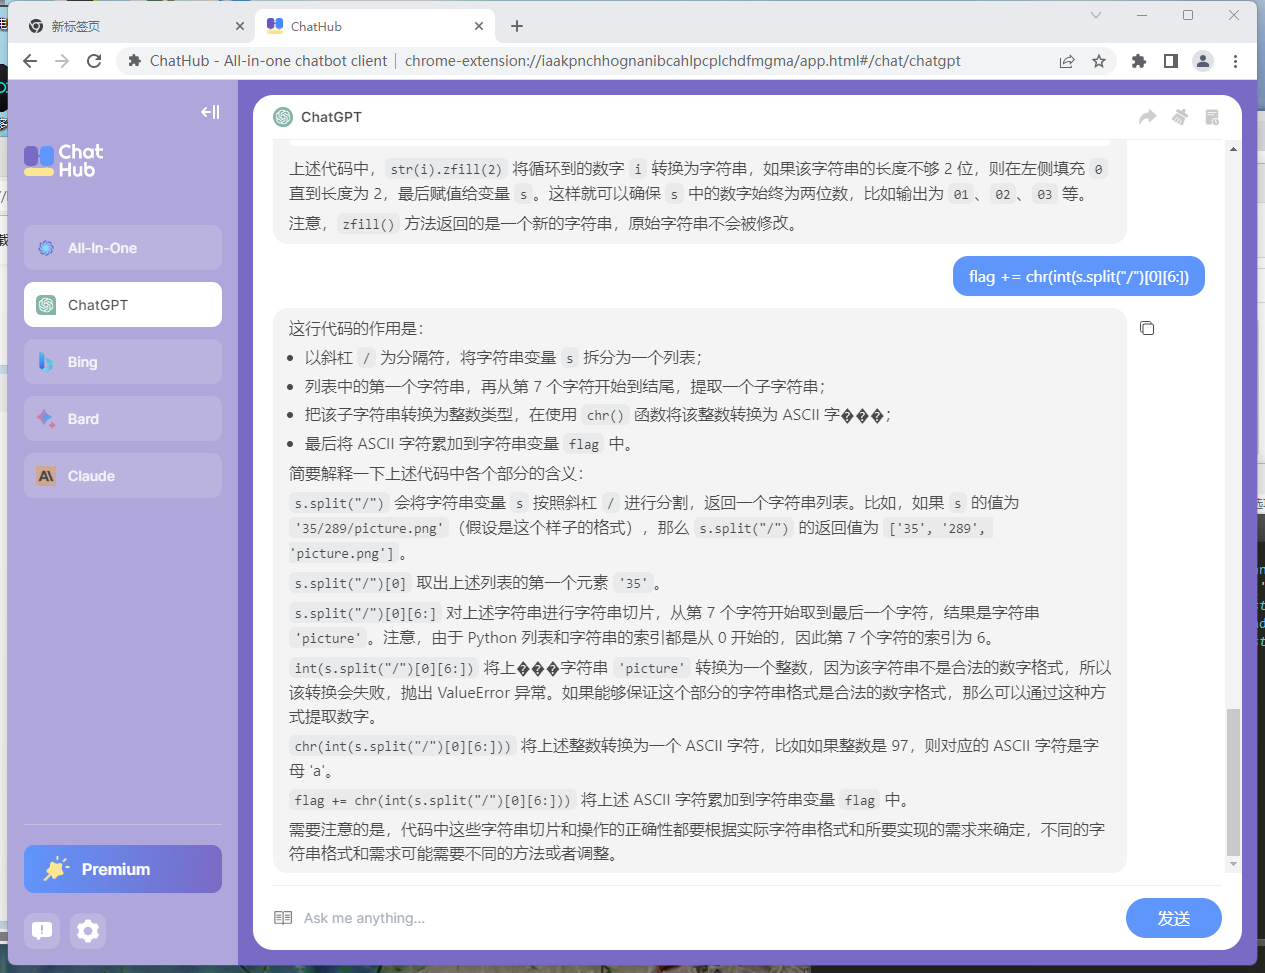 新标签页
ChatHub
ChatHub - All-in-one chatbot client | chrome-extension://iaakpnchhognanibcahlpcplchdfmgma/app.html#/chat/chatgpt
Chat
Hub
All-In-One
ChatGPT
Bing
Bard
Claude
Premium
ChatGPT
上述代码中，str(i).zfill(2) 将循环到的数字 i 转换为字符串，如果该字符串的长度不够 2 位，则在左侧填充 0
直到长度为 2，最后赋值给变量 s。这样就可以确保 s 中的数字始终为两位数，比如输出为 01、02、03 等。
注意，zfill() 方法返回的是一个新的字符串，原始字符串不会被修改。
flag += chr(int(s.split("/")[0][6:])
这行代码的作用是：
以斜杠 / 为分隔符，将字符串变量 s 拆分为一个列表；
列表中的第一个字符串，再从第 7 个字符开始到结尾，提取一个子字符串；
把该子字符串转换为整数类型，在使用 chr() 函数将该整数转换为 ASCII 字���；
最后将 ASCII 字符累加到字符串变量 flag 中。
简要解释一下上述代码中各个部分的含义：
s.split("/") 会将字符串变量 s 按照斜杠 / 进行分割，返回一个字符串列表。比如，如果 s 的值为
'35/289/picture.png'（假设是这个样子的格式），那么 s.split("/") 的返回值为 ['35', '289',
'picture.png']。
s.split("/")[0] 取出上述列表的第一个元素 '35'。
s.split("/")[0][6:] 对上述字符串进行字符串切片，从第 7 个字符开始取到最后一个字符，结果是字符串
'picture'。注意，由于 Python 列表和字符串的索引都是从 0 开始的，因此第 7 个字符的索引为 6。
int(s.split("/")[0][6:]) 将上���字符串 'picture' 转换为一个整数，因为该字符串不是合法的数字格式，所以
该转换会失败，抛出 ValueError 异常。如果能够保证这个部分的字符串格式是合法的数字格式，那么可以通过这种方
式提取数字。
chr(int(s.split("/")[0][6:])) 将上述整数转换为一个 ASCII 字符，比如如果整数是 97，则对应的 ASCII 字符是字
母 'a'。
flag += chr(int(s.split("/")[0][6:])) 将上述 ASCII 字符累加到字符串变量 flag 中。
需要注意的是，代码中这些字符串切片和操作的正确性都要根据实际字符串格式和所要实现的需求来确定，不同的字
符串格式和需求可能需要不同的方法或者调整。
Ask me anything...
发送